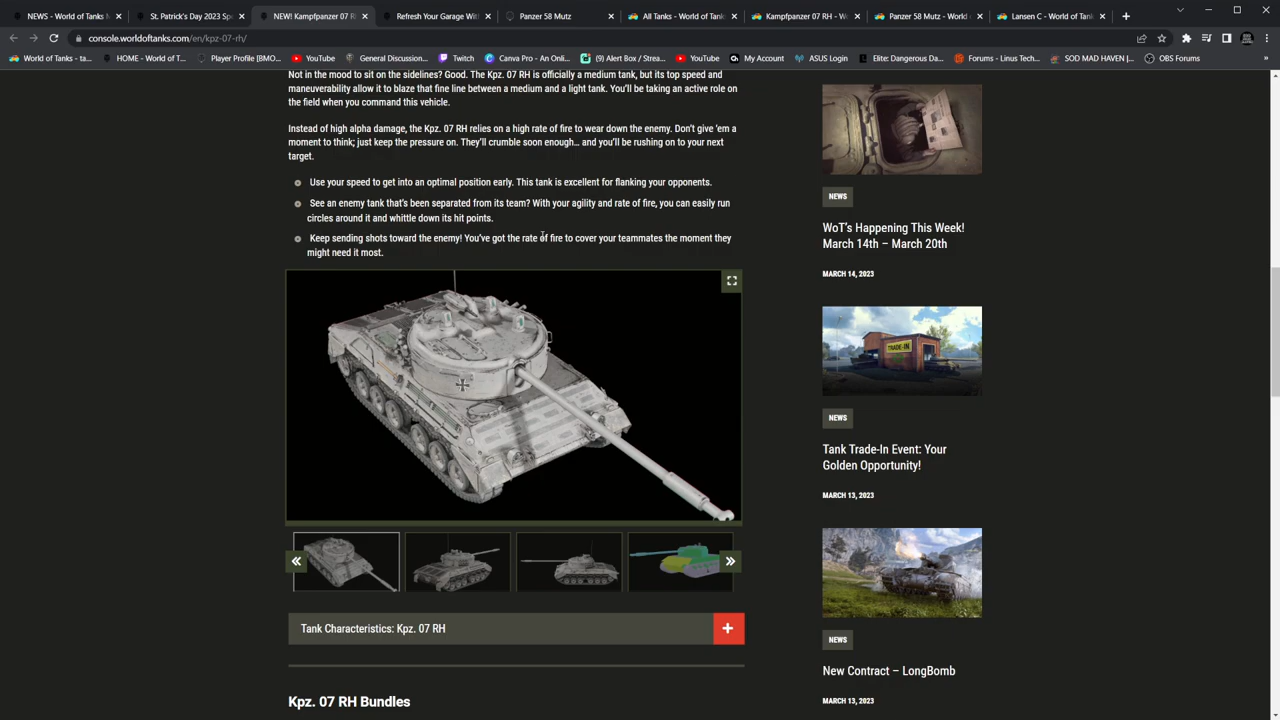 NEWS - World of Tanks M
St. Patrick's Day 2023 Spe
NEW! Kampfpanzer 07 R
Refresh Your Garage With
Panzer 58 Mutz
All Tanks - World of Tanks
Kampfpanzer 07 RH - Wo
Panzer 58 Mutz - World O
Lansen C - World of Tank
console.worldoftanks.com/en/kpz-07-rh/
World of Tanks - ta...
HOME - World of T...
Player Profile [BMO...
YouTube
General Discussion...
Twitch
Canva Pro - An Onli...
(9) Alert Box / Strea...
YouTube
My Account
ASUS Login
Elite: Dangerous Da...
Forums - Linus Tech...
SOD MAD HAVEN |...
OBS Forums
Not in the mood to sit on the sidelines? Good. The Kpz. 07 RH is officially a medium tank, but its top speed and
maneuverability allow it to blaze that fine line between a medium and a light tank. You'll be taking an active role on
the field when you command this vehicle.
Instead of high alpha damage, the Kpz. 07 RH relies on a high rate of fire to wear down the enemy. Don't give 'em a
moment to think; just keep the pressure on. They'll crumble soon enough… and you'll be rushing on to your next
target.
Use your speed to get into an optimal position early. This tank is excellent for flanking your opponents.
See an enemy tank that's been separated from its team? With your agility and rate of fire, you can easily run
circles around it and whittle down its hit points.
Keep sending shots toward the enemy! You've got the rate of fire to cover your teammates the moment they
might need it most.
Tank Characteristics: Kpz. 07 RH
Kpz. 07 RH Bundles
NEWS
WoT's Happening This Week!
March 14th – March 20th
MARCH 14, 2023
TRADE-IN
NEWS
Tank Trade-In Event: Your
Golden Opportunity!
MARCH 13, 2023
NEWS
New Contract – LongBomb
MARCH 13, 2023